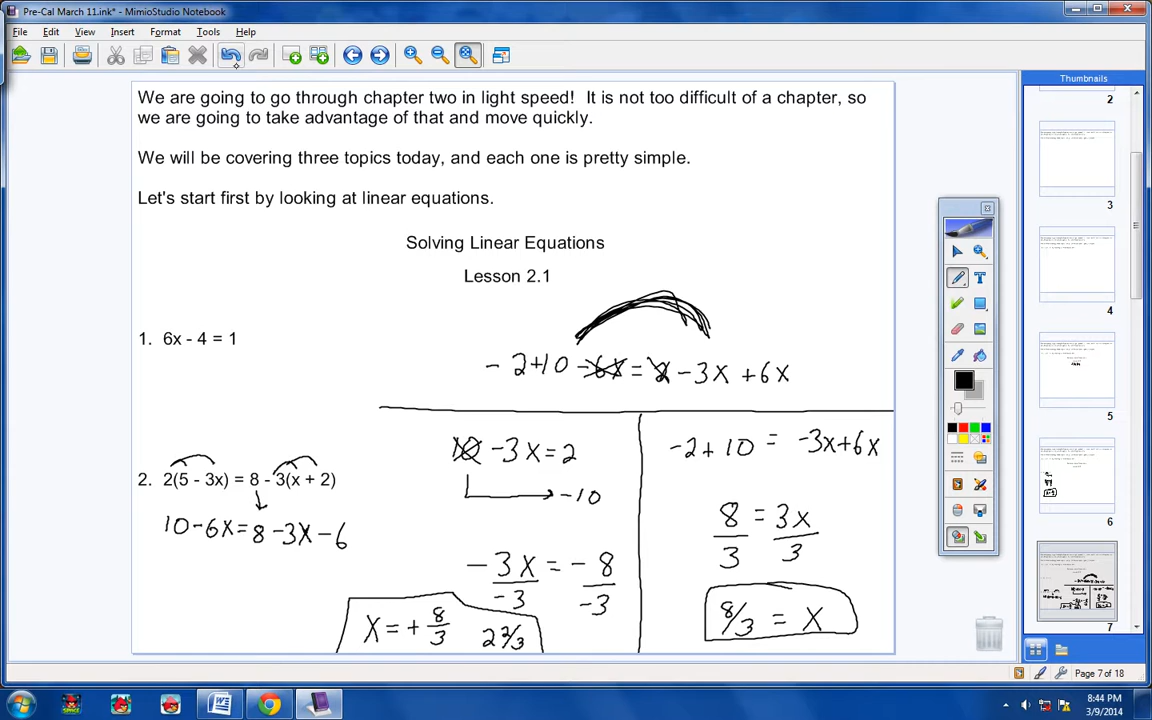 Pre-Cal March 11.ink* - MimioStudio Notebook
File Edit View Insert Format Tools Help
We are going to go through chapter two in light speed!  It is not too difficult of a chapter, so
we are going to take advantage of that and move quickly.
We will be covering three topics today, and each one is pretty simple.
Let's start first by looking at linear equations.
Solving Linear Equations
Lesson 2.1
1.  6x - 4 = 1
- 2+10 -6x = 2 -3x +6x
10 -3x = 2
-10
-3x = -8
-3 -3
x = + 8/3 2 2/3
-2 + 10 = -3x+6x
8 = 3x
3 3
8/3 = x
2.  2(5 - 3x) = 8 - 3(x + 2)
10-6x=8-3x-6
Thumbnails
2
3
4
5
6
7
T
Page 7 of 18
8:44 PM
3/9/2014